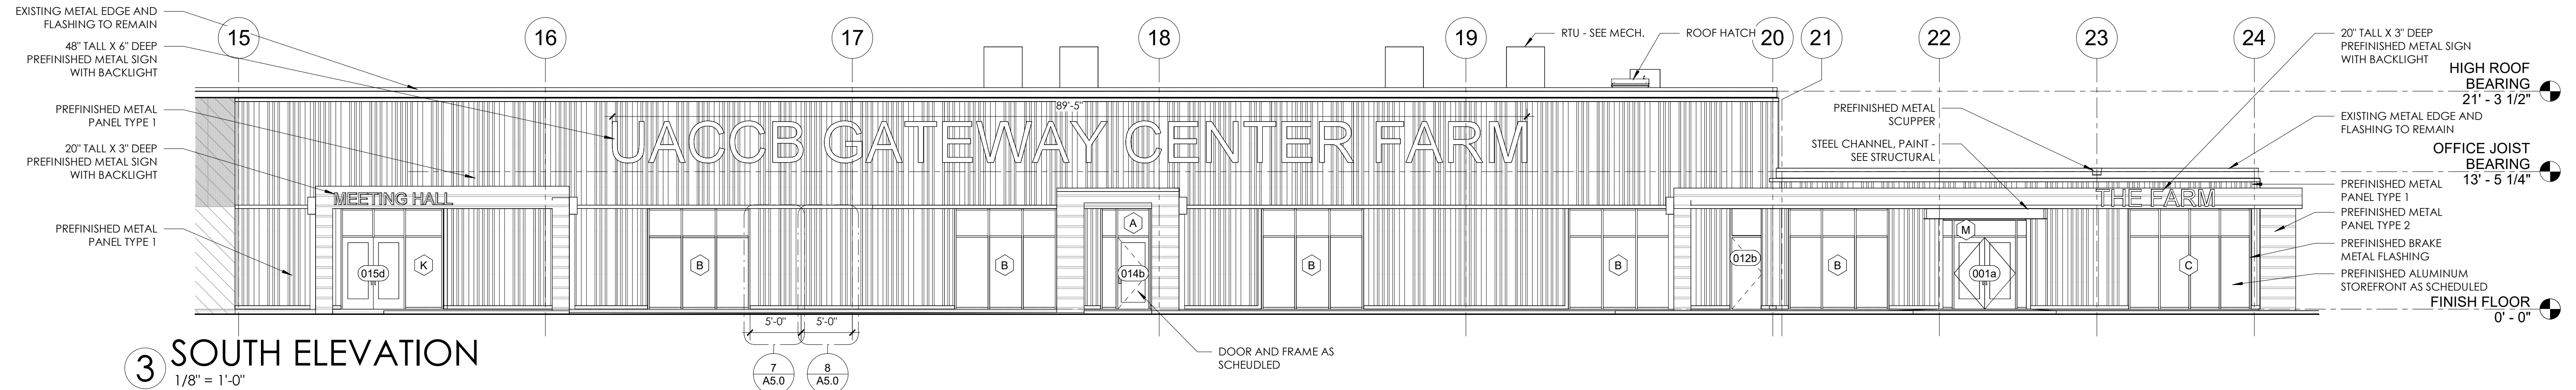 EXISTING METAL EDGE AND
FLASHING TO REMAIN
48" TALL X 6" DEEP
PREFINISHED METAL SIGN
WITH BACKLIGHT
PREFINISHED METAL
PANEL TYPE 1
20" TALL X 3" DEEP
PREFINISHED METAL SIGN
WITH BACKLIGHT
PREFINISHED METAL
PANEL TYPE 1
15
16
17
18
19
20
21
22
23
24
RTU - SEE MECH.
ROOF HATCH
89'-5"
UACCB GATEWAY CENTER FARM
MEETING HALL
THE FARM
PREFINISHED METAL
SCUPPER
STEEL CHANNEL, PAINT -
SEE STRUCTURAL
20" TALL X 3" DEEP
PREFINISHED METAL SIGN
WITH BACKLIGHT
HIGH ROOF
BEARING
21' - 3 1/2"
EXISTING METAL EDGE AND
FLASHING TO REMAIN
OFFICE JOIST
BEARING
13' - 5 1/4"
PREFINISHED METAL
PANEL TYPE 1
PREFINISHED METAL
PANEL TYPE 2
PREFINISHED BRAKE
METAL FLASHING
PREFINISHED ALUMINUM
STOREFRONT AS SCHEDULED
FINISH FLOOR
0' - 0"
015d
K
B
B
A
014b
B
B
012b
B
M
001a
C
5'-0"
5'-0"
7
A5.0
8
A5.0
DOOR AND FRAME AS
SCHEUDLED
3
SOUTH ELEVATION
1/8" = 1'-0"